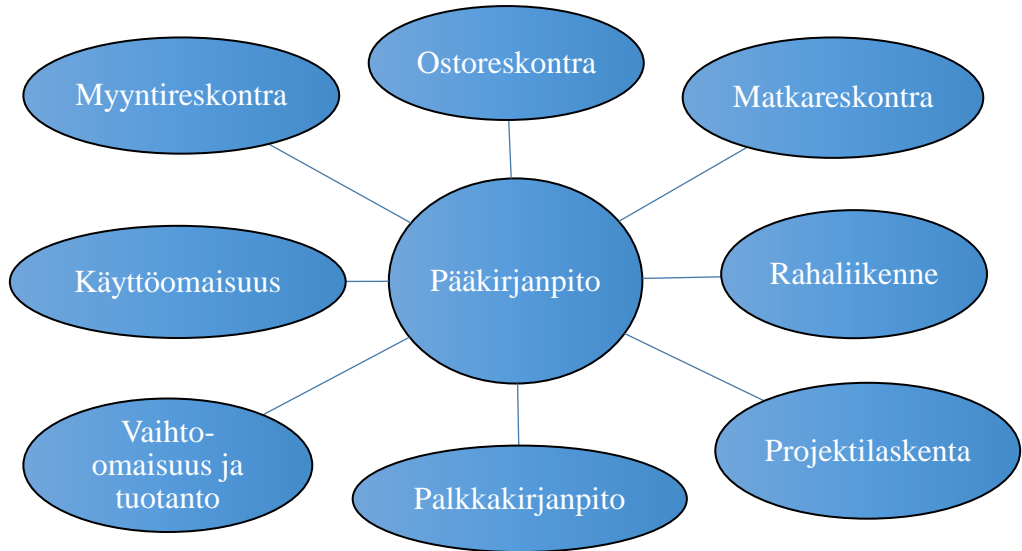 Ostoreskontra
Myyntireskontra
Matkareskontra
Käyttöomaisuus
Pääkirjanpito
Rahaliikenne
Vaihto-
omaisuus ja
tuotanto
Palkkakirjanpito
Projektilaskenta